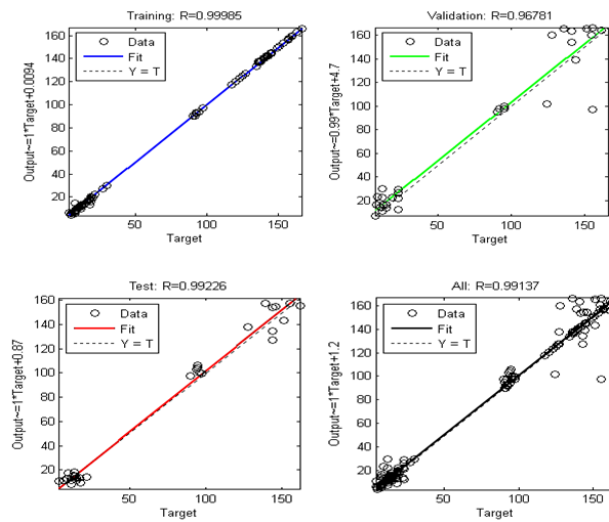 Training: R=0.99985
Output~=1*Target+0.0094
160
140
120
100
80
60
40
20
Data
Fit
Y = T
50
100
150
Target
Validation: R=0.96781
Output~=0.99*Target+4.7
160
140
120
100
80
60
40
20
Data
Fit
Y = T
50
100
150
Target
Test: R=0.99226
Output~=1*Target+0.87
160
140
120
100
80
60
40
20
Data
Fit
Y = T
50
100
150
Target
All: R=0.99137
Output~=1*Target+1.2
160
140
120
100
80
60
40
20
Data
Fit
Y = T
50
100
150
Target